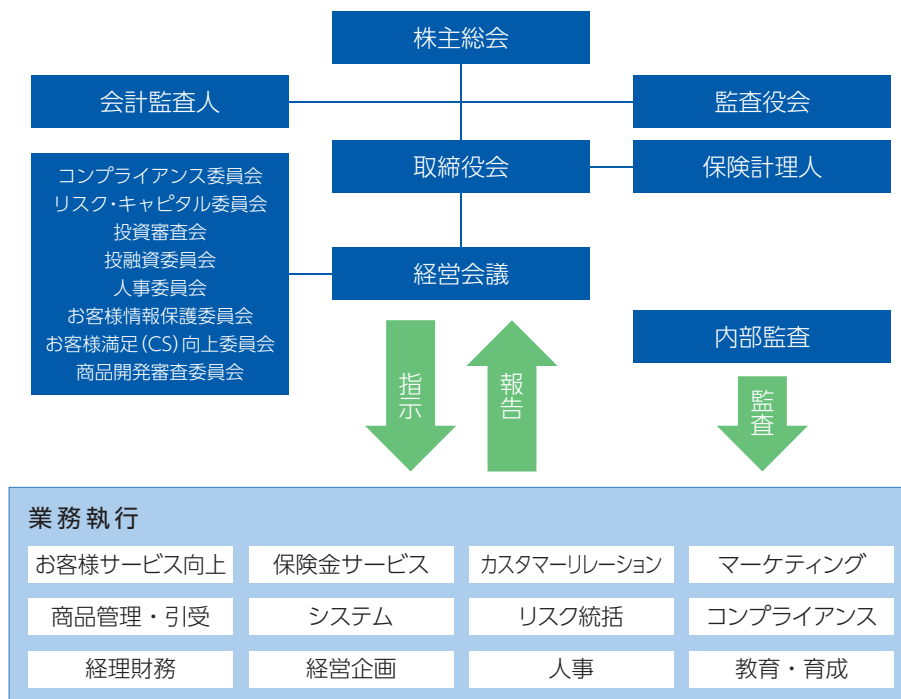 株主総会
会計監査人
監査役会
取締役会
保険計理人
コンプライアンス委員会
リスク・キャピタル委員会
投資審査会
投融資委員会
人事委員会
お客様情報保護委員会
お客様満足(CS)向上委員会
商品開発審査委員会
経営会議
内部監査
指示
報告
監査
業務執行
お客様サービス向上
保険金サービス
カスタマーリレーション
マーケティング
商品管理・引受
システム
リスク統括
コンプライアンス
経理財務
経営企画
人事
教育・育成